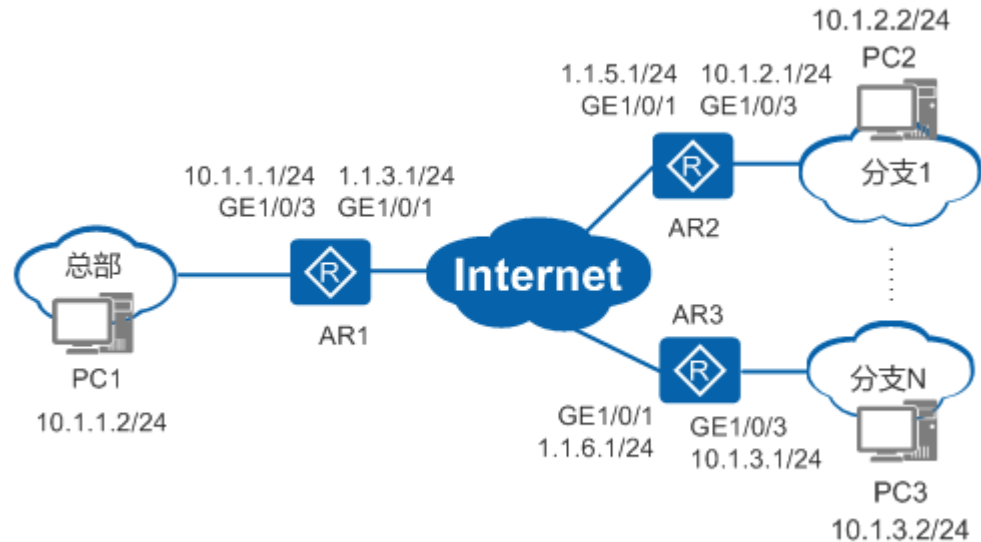 10.1.2.2/24
PC2
1.1.5.1/24 10.1.2.1/24
GE1/0/1 GE1/0/3
R
分支1
AR2
10.1.1.1/24 1.1.3.1/24
GE1/0/3 GE1/0/1
总部
R
AR1
PC1
10.1.1.2/24
Internet
AR3
R
分支N
GE1/0/1
1.1.6.1/24
GE1/0/3
10.1.3.1/24
PC3
10.1.3.2/24